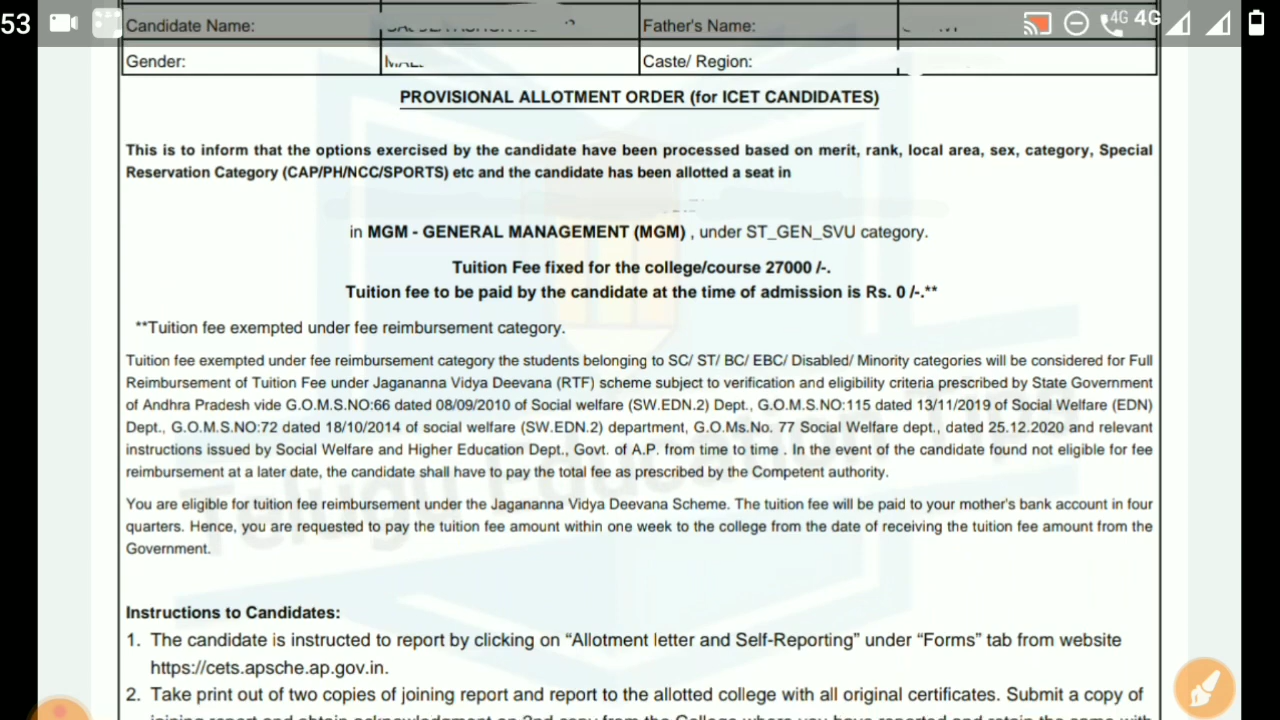 53
4G 4G
Candidate Name: Father's Name:
Gender: Caste/ Region:
PROVISIONAL ALLOTMENT ORDER (for ICET CANDIDATES)
This is to inform that the options exercised by the candidate have been processed based on merit, rank, local area, sex, category, Special
Reservation Category (CAP/PH/NCC/SPORTS) etc and the candidate has been allotted a seat in
in MGM - GENERAL MANAGEMENT (MGM) , under ST_GEN_SVU category.
Tuition Fee fixed for the college/course 27000 /-.
Tuition fee to be paid by the candidate at the time of admission is Rs. 0 /-.**
**Tuition fee exempted under fee reimbursement category.
Tuition fee exempted under fee reimbursement category the students belonging to SC/ ST/ BC/ EBC/ Disabled/ Minority categories will be considered for Full
Reimbursement of Tuition Fee under Jagananna Vidya Deevana (RTF) scheme subject to verification and eligibility criteria prescribed by State Government
of Andhra Pradesh vide G.O.M.S.NO:66 dated 08/09/2010 of Social welfare (SW.EDN.2) Dept., G.O.M.S.NO:115 dated 13/11/2019 of Social Welfare (EDN)
Dept., G.O.M.S.NO:72 dated 18/10/2014 of social welfare (SW.EDN.2) department, G.O.Ms.No. 77 Social Welfare dept., dated 25.12.2020 and relevant
instructions issued by Social Welfare and Higher Education Dept., Govt. of A.P. from time to time . In the event of the candidate found not eligible for fee
reimbursement at a later date, the candidate shall have to pay the total fee as prescribed by the Competent authority.
You are eligible for tuition fee reimbursement under the Jagananna Vidya Deevana Scheme. The tuition fee will be paid to your mother's bank account in four
quarters. Hence, you are requested to pay the tuition fee amount within one week to the college from the date of receiving the tuition fee amount from the
Government.
Telugu Education Tips
Instructions to Candidates:
1. The candidate is instructed to report by clicking on “Allotment letter and Self-Reporting” under “Forms” tab from website
https://cets.apsche.ap.gov.in.
2. Take print out of two copies of joining report and report to the allotted college with all original certificates. Submit a copy of